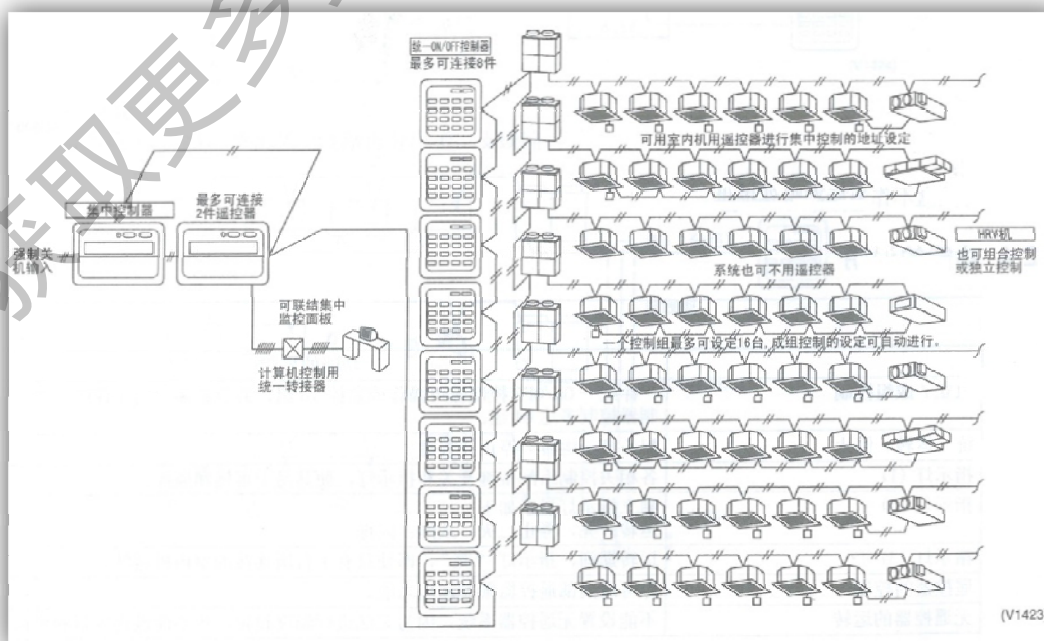 获取更多
统一ON/OFF控制器
最多可连接8件
可用室内机用遥控器进行集中控制的地址设定
最多可连接
2件遥控器
集中控制器
强制关
机输入
HRV机
也可组合控制
或独立控制
系统也可不用遥控器
可联结集中
监控面板
一个控制组最多可设定16台,成组控制的设定可自动进行。
计算机控制用
统一转接器
(V1423